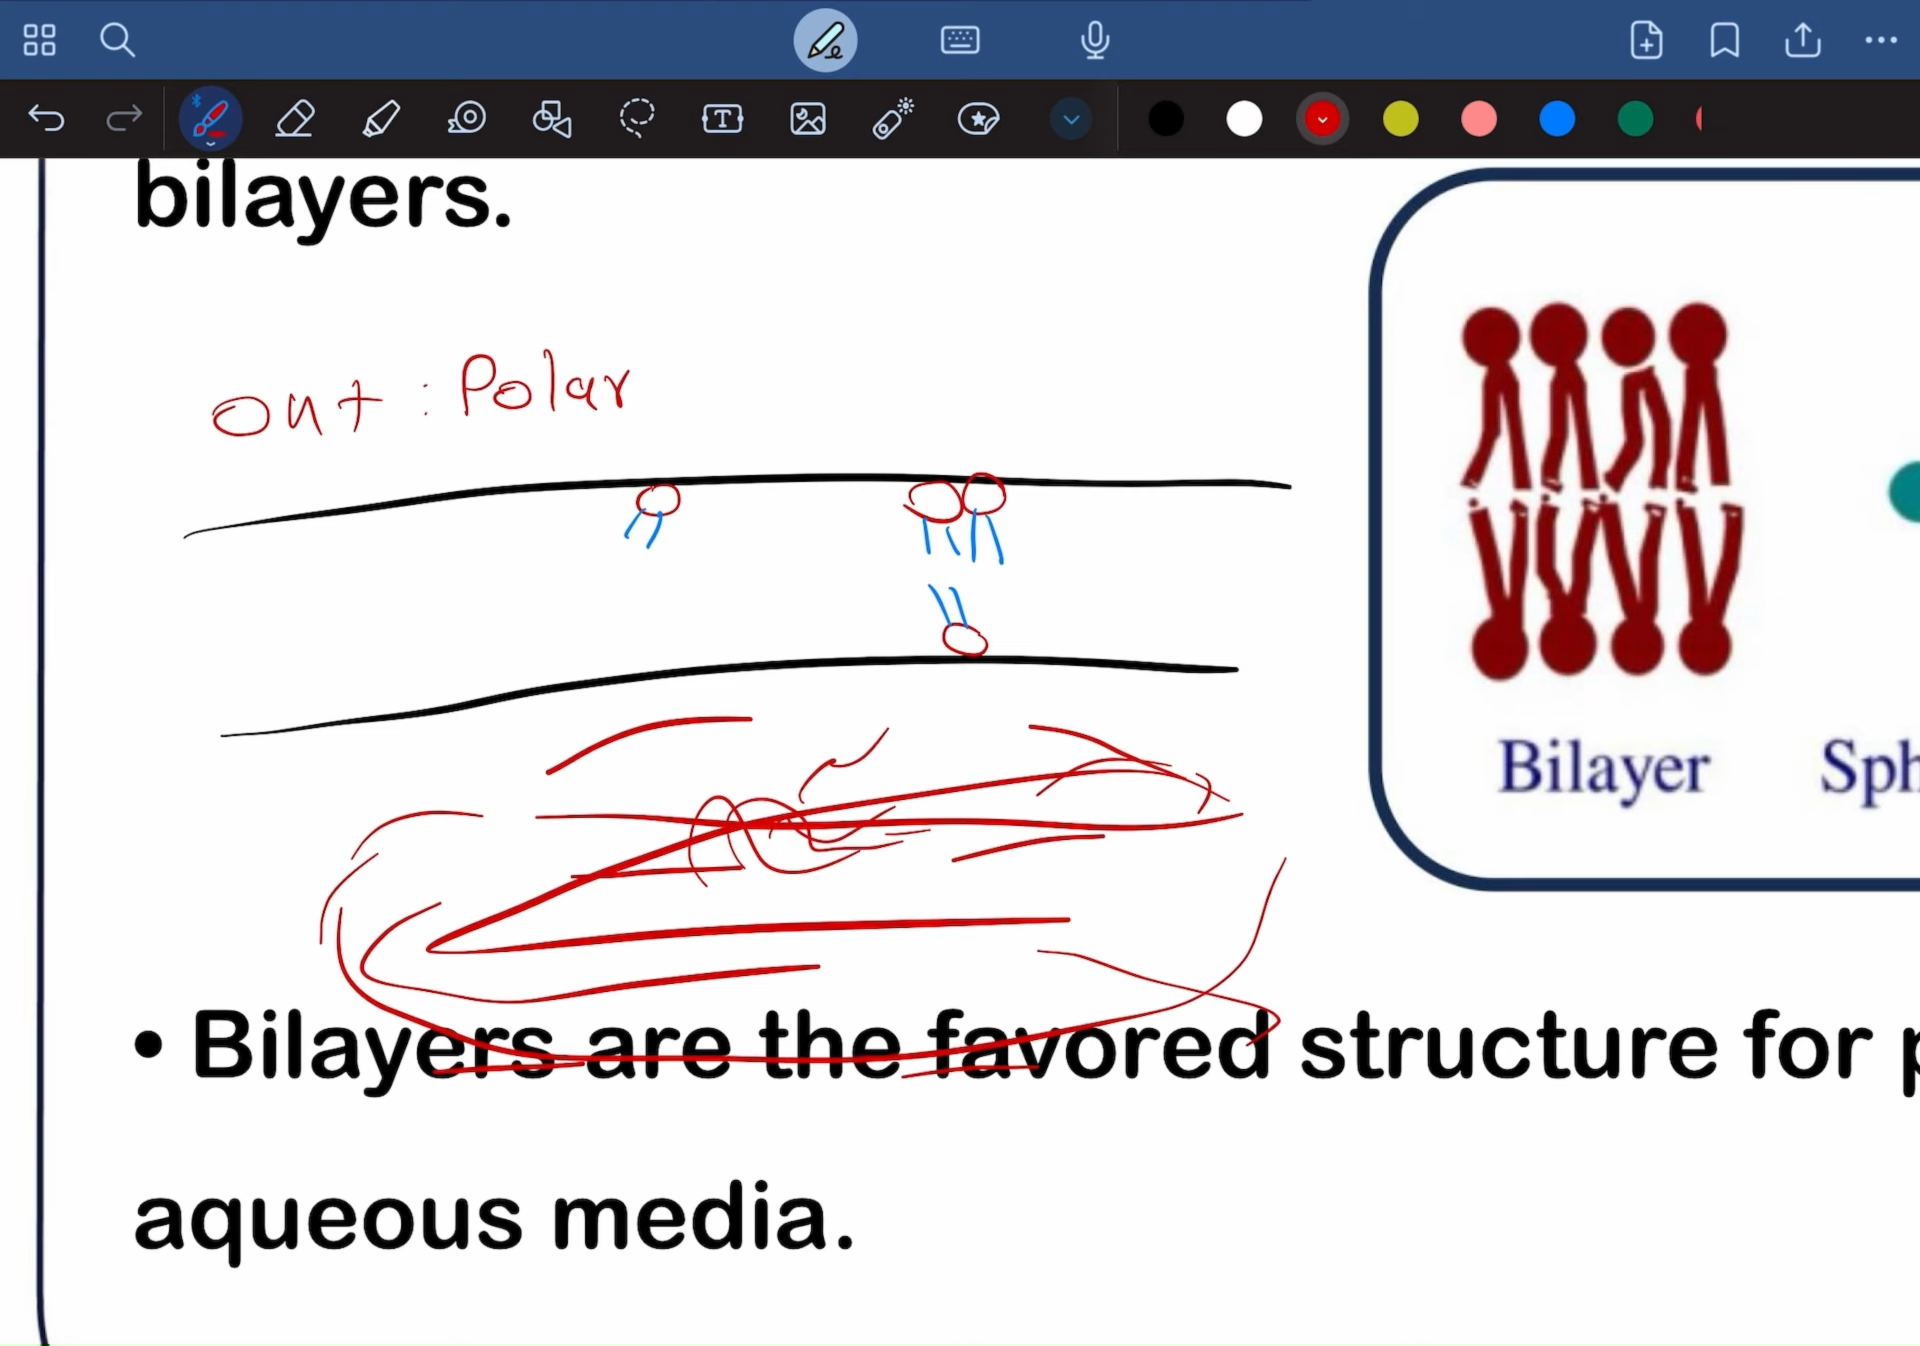 bilayers.
out : Polar
Bilayer Sph
• Bilayers are the favored structure for p
aqueous media.